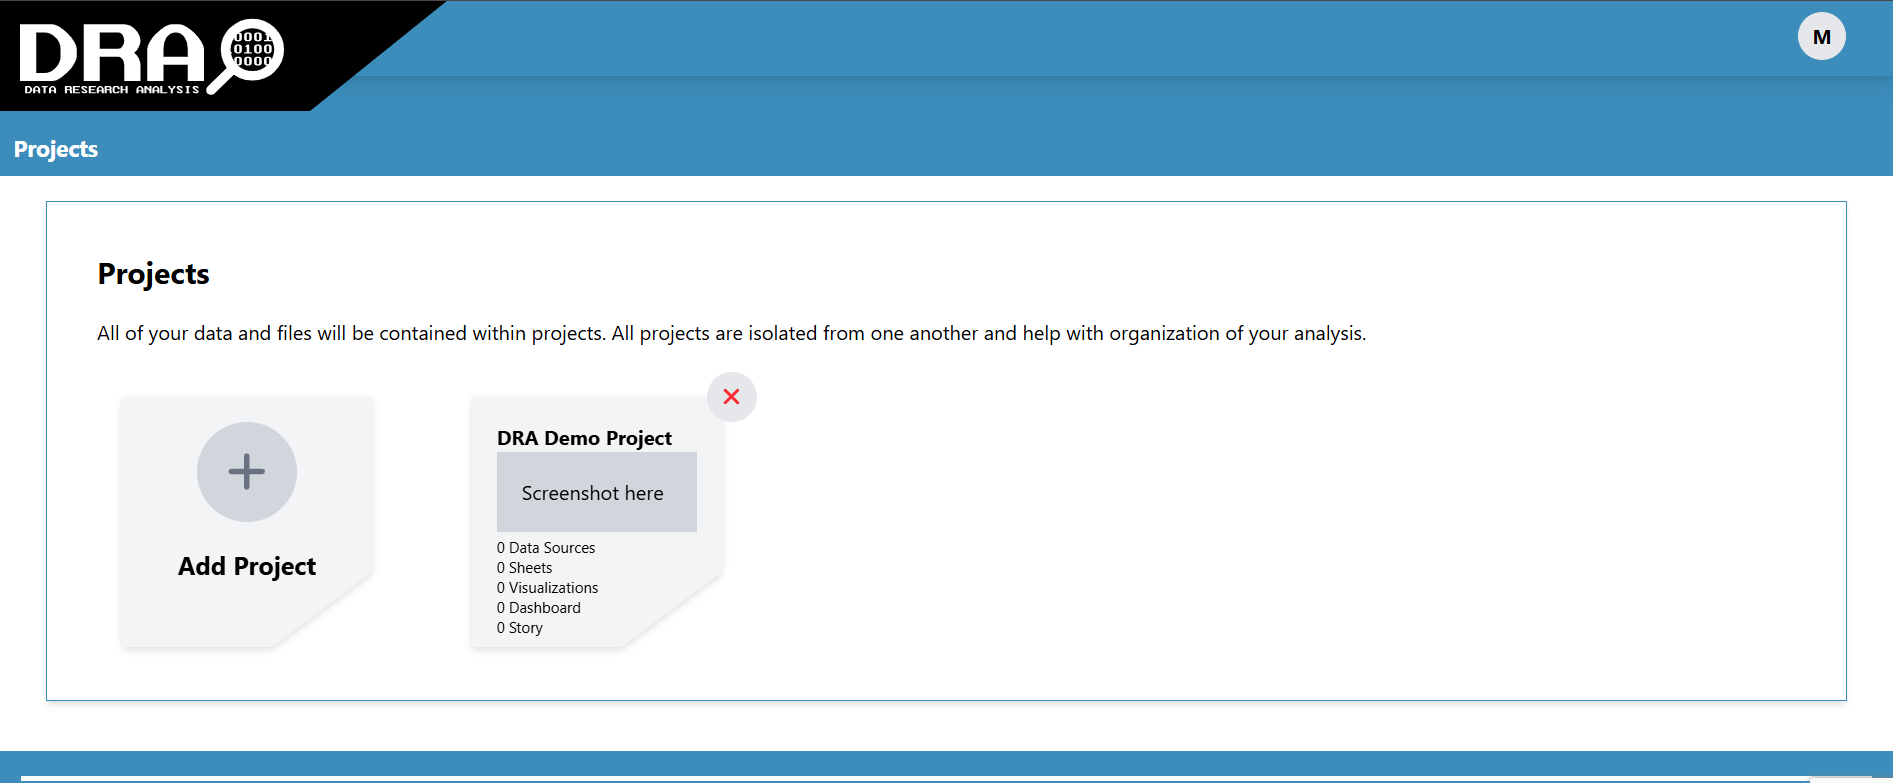 DRA
DATA RESEARCH ANALYSIS
0001
0100
0000
M
Projects
Projects
All of your data and files will be contained within projects. All projects are isolated from one another and help with organization of your analysis.
Add Project
DRA Demo Project
Screenshot here
0 Data Sources
0 Sheets
0 Visualizations
0 Dashboard
0 Story